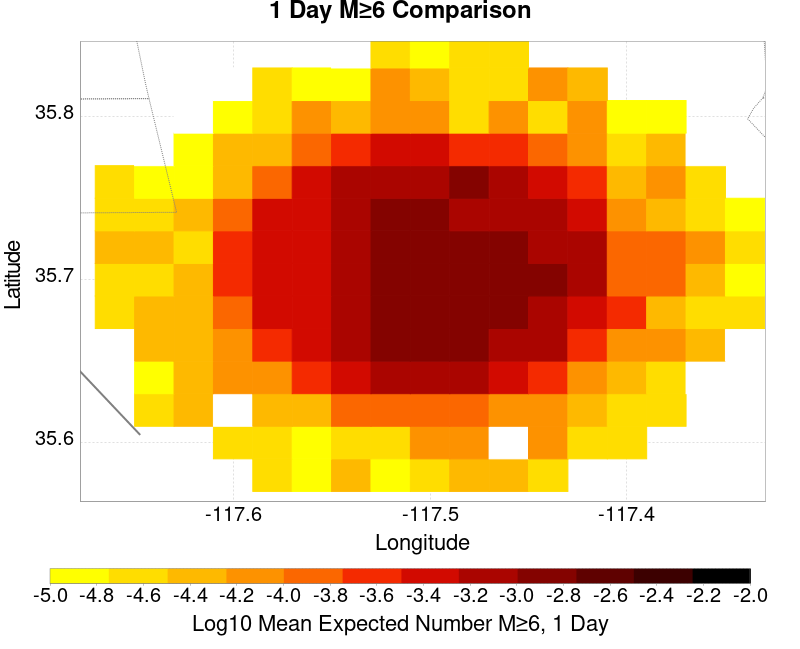 1 Day M≥6 Comparison
35.8
35.7
35.6
Latitude
-117.6 -117.5 -117.4
Longitude
-5.0 -4.8 -4.6 -4.4 -4.2 -4.0 -3.8 -3.6 -3.4 -3.2 -3.0 -2.8 -2.6 -2.4 -2.2 -2.0
Log10 Mean Expected Number M≥6, 1 Day